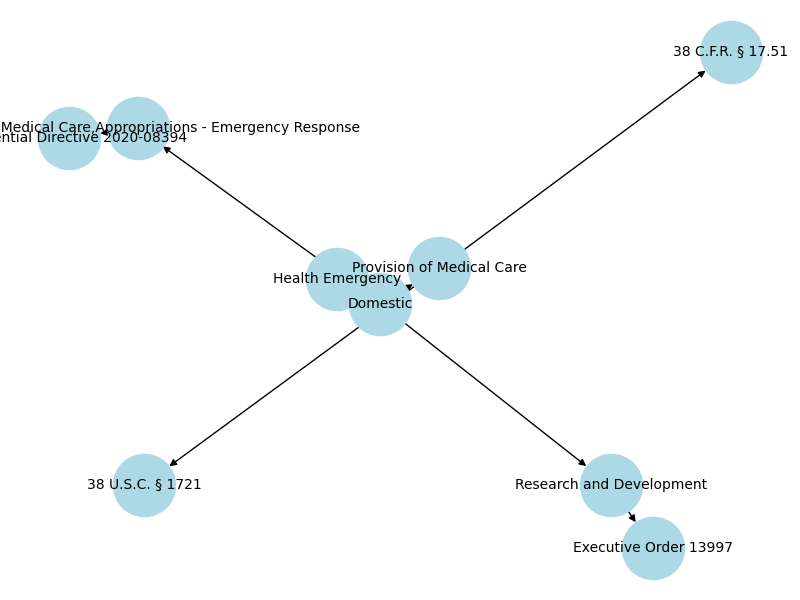 38 C.F.R. § 17.51
Medical Care Appropriations - Emergency Response
Directive 2020-08394
Provision of Medical Care
Health Emergency
Domestic
38 U.S.C. § 1721
Research and Development
Executive Order 13997